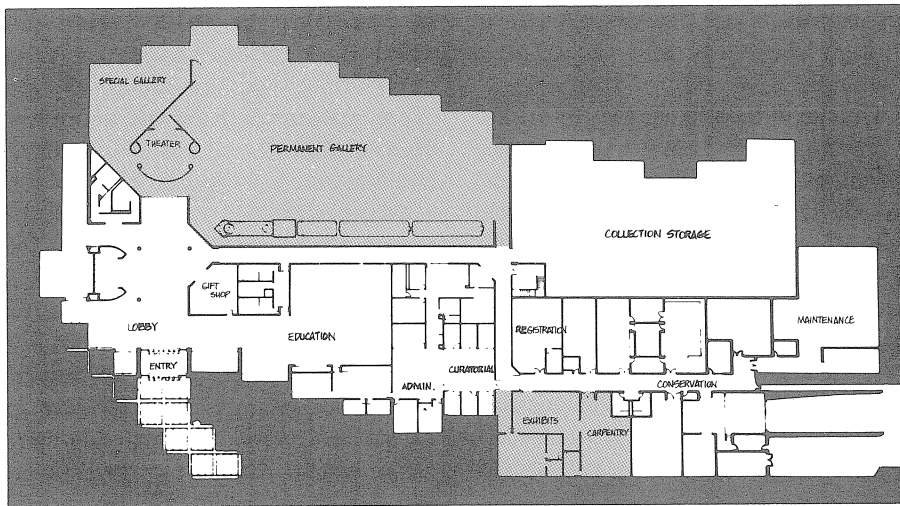 SPECIAL GALLERY
THEATER
PERMANENT GALLERY
COLLECTION STORAGE
GIFT
SHOP
LOBBY
EDUCATION
REGISTRATION
MAINTENANCE
ENTRY
CURATORIAL
ADMIN.
CONSERVATION
EXHIBITS
CARPENTRY